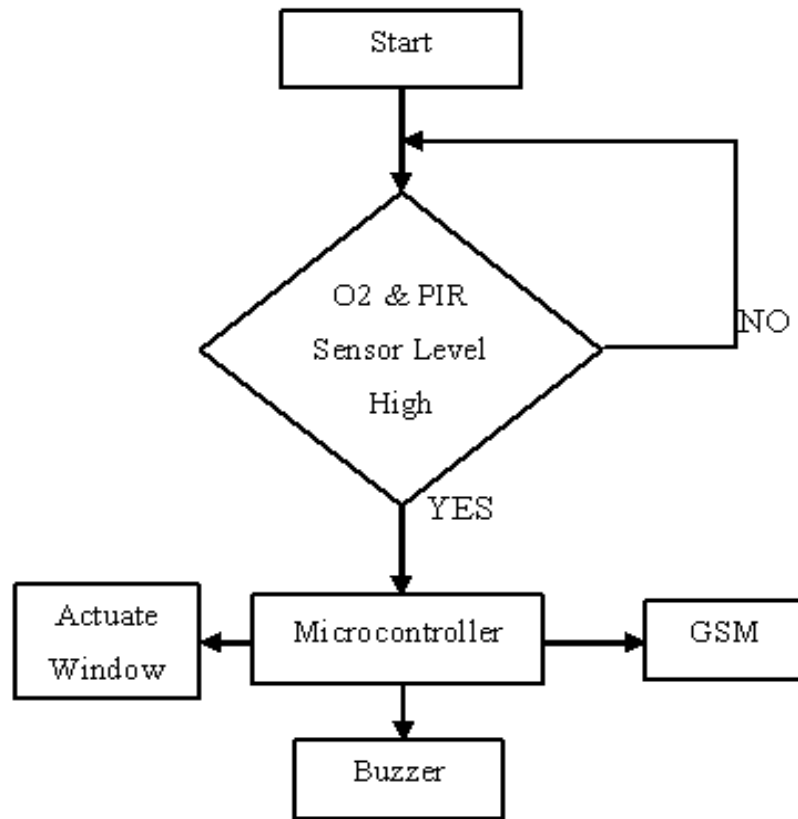 Start
O2 & PIR
Sensor Level
High
NO
YES
Actuate
Window
Microcontroller
GSM
Buzzer